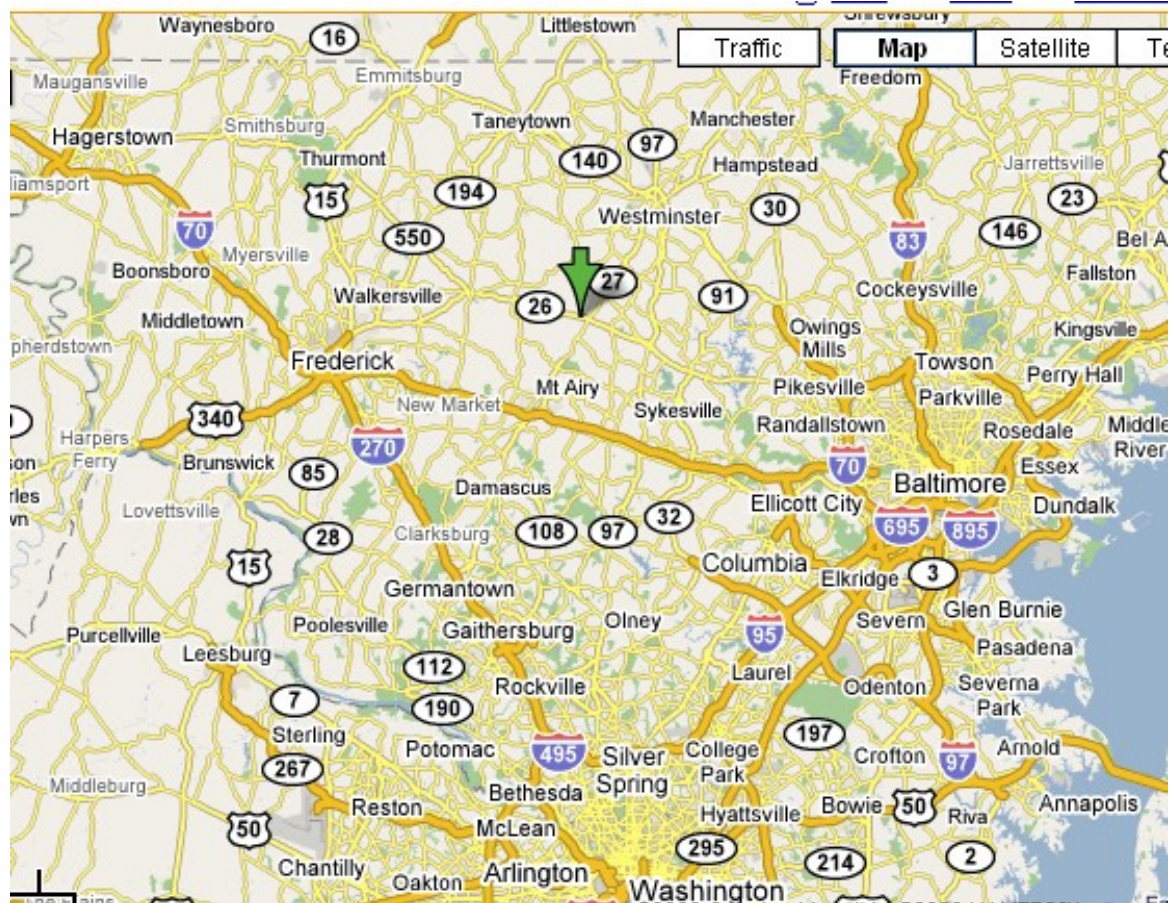 Waynesboro
Littlestown
Shrewsbury
16
Traffic
Map
Satellite
Maugansville
Emmitsburg
Freedom
Hagerstown
Smithsburg
Taneytown
Manchester
97
140
Thurmont
Hampstead
Jarrettsville
15
194
23
30
Westminster
70
550
83
146
Myersville
Boonsboro
27
Fallston
Walkersville
26
91
Cockeysville
Middletown
Owings
Mills
Kingsville
Frederick
Towson
Mt Airy
Pikesville
Perry Hall
New Market
Sykesville
Parkville
340
Randallstown
Rosedale
Middle
River
Harpers
Ferry
270
Brunswick
85
70
Essex
Damascus
Baltimore
Lovettsville
Ellicott City
Dundalk
28
Clarksburg
108
97
32
695
895
15
Columbia
Elkridge
3
Germantown
Glen Burnie
Poolesville
Olney
Severn
Purcellville
Gaithersburg
95
Pasadena
Leesburg
112
Laurel
Rockville
Odenton
Severna
Park
7
190
Sterling
197
Potomac
495
Silver
Spring
College
Park
Crofton
Arnold
267
97
Middleburg
Bethesda
Reston
Hyattsville
Bowie
50
Riva
Annapolis
50
McLean
295
214
2
Chantilly
Arlington
Oakton
Washington